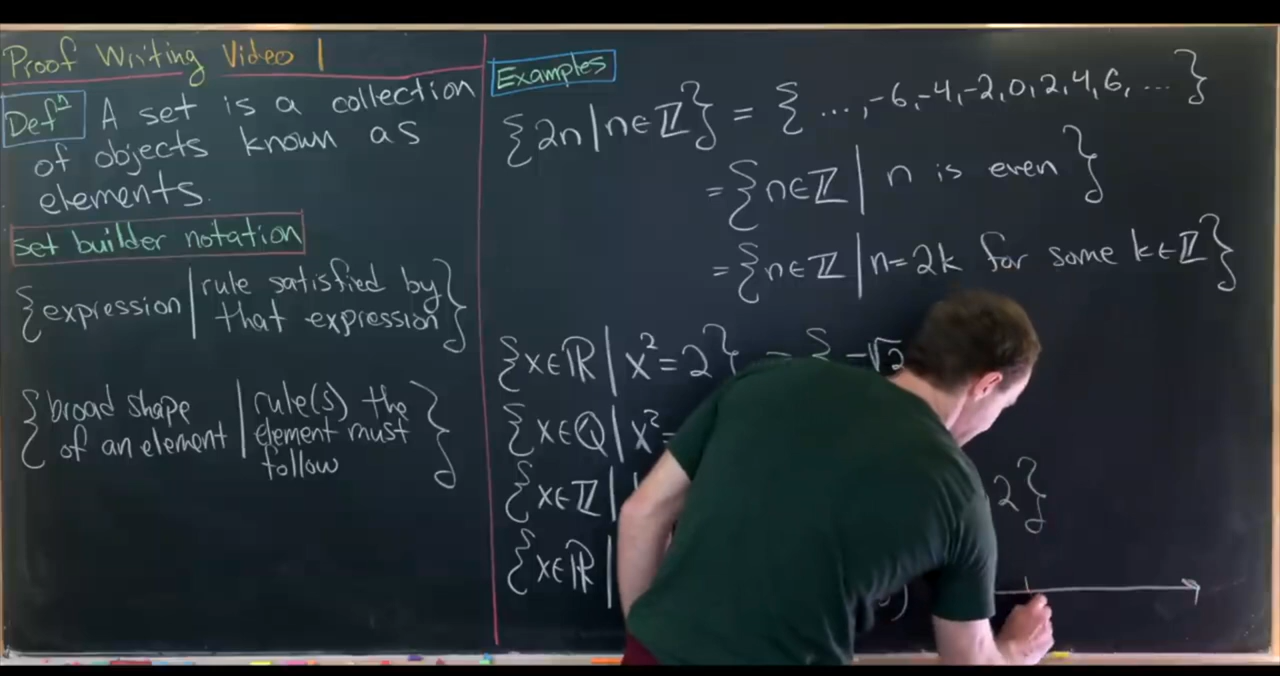 Proof Writing Video 1
Defⁿ A set is a collection
of objects known as
elements.
set builder notation
{expression | rule satisfied by
that expression}
{broad shape | rule(s) the
of an element | element must
follow}
Examples
{2n | n∈ℤ} = { ..., -6, -4, -2, 0, 2, 4, 6, ... }
= {n∈ℤ | n is even}
= {n∈ℤ | n=2k for some k∈ℤ}
{x∈ℝ | x²=2} = { -√2
{x∈ℚ | x²=
{x∈ℤ | 2}
{x∈ℝ | )